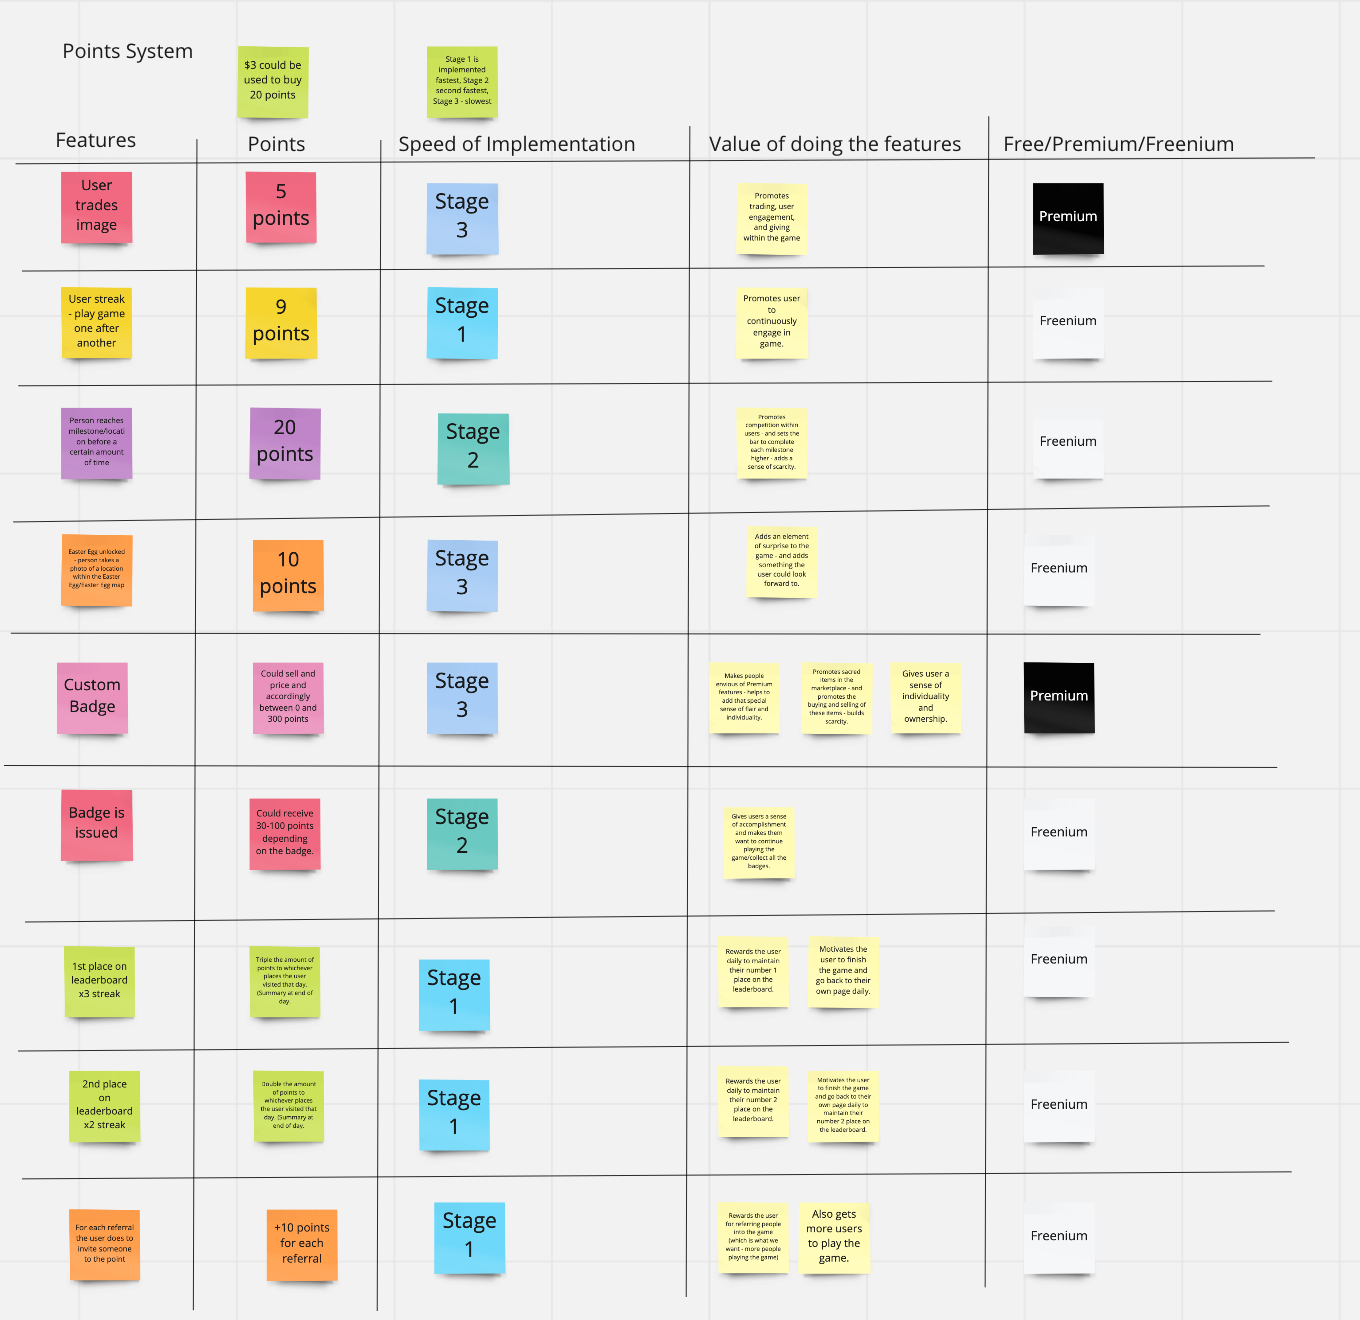 Points System
$3 could be
used to buy
20 points
Stage 1 is
implemented
fastest. Stage 2
second fastest,
Stage 3 - slowest
Features
Points
Speed of Implementation
Value of doing the features
Free/Premium/Freenium
User
trades
image
5
points
Stage
3
Promotes
trading, user
engagement,
and giving
within the game
Premium
User streak
- play game
one after
another
9
points
Stage
1
Promotes user
to
continuously
engage in
game.
Freenium
Person reaches
milestone/locati
on before a
certain amount
of time
20
points
Stage
2
Promotes
competition within
users - and sets the
bar to complete
each milestone
higher - adds a
sense of scarcity.
Freenium
Easter Egg unlocked
- person takes a
photo of a location
within the Easter
Egg/Easter Egg map
10
points
Stage
3
Adds an element
of surprise to the
game - and adds
something the
user could look
forward to.
Freenium
Custom
Badge
Could sell and
price and
accordingly
between 0 and
300 points
Stage
3
Makes people
envious of Premium
features - helps to
add that special
sense of flair and
individuality.
Promotes sacred
items in the
marketplace - and
promotes the
buying and selling of
these items - builds
scarcity.
Gives user a
sense of
individuality
and
ownership.
Premium
Badge is
issued
Could receive
30-100 points
depending
on the badge.
Stage
2
Gives users a sense
of accomplishment
and makes them
want to continue
playing the
game/collect all the
badges.
Freenium
1st place on
leaderboard
x3 streak
Triple the amount of
points to whichever
places the user
visited that day.
(Summary at end of
day.
Stage
1
Rewards the user
daily to maintain
their number 1
place on the
leaderboard.
Motivates the
user to finish
the game and
go back to their
own page daily.
Freenium
2nd place
on
leaderboard
x2 streak
Double the amount
of points to
whichever places
the user visited that
day. (Summary at
end of day.
Stage
1
Rewards the user
daily to maintain
their number 2
place on the
leaderboard.
Motivates the user
to finish the game
and go back to their
own page daily to
maintain their
number 2 place on
the leaderboard.
Freenium
For each referral
the user does to
invite someone
to the point
+10 points
for each
referral
Stage
1
Rewards the user
for referring people
into the game
(which is what we
want - more people
playing the game)
Also gets
more users
to play the
game.
Freenium